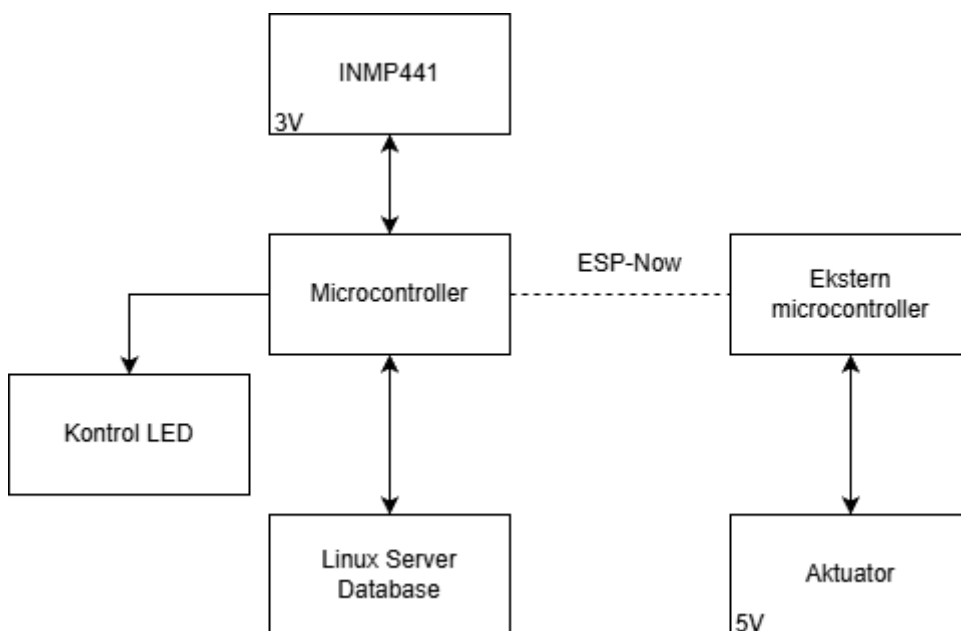 INMP441
3V
Microcontroller
ESP-Now
Ekstern
microcontroller
Kontrol LED
Linux Server
Database
Aktuator
5V